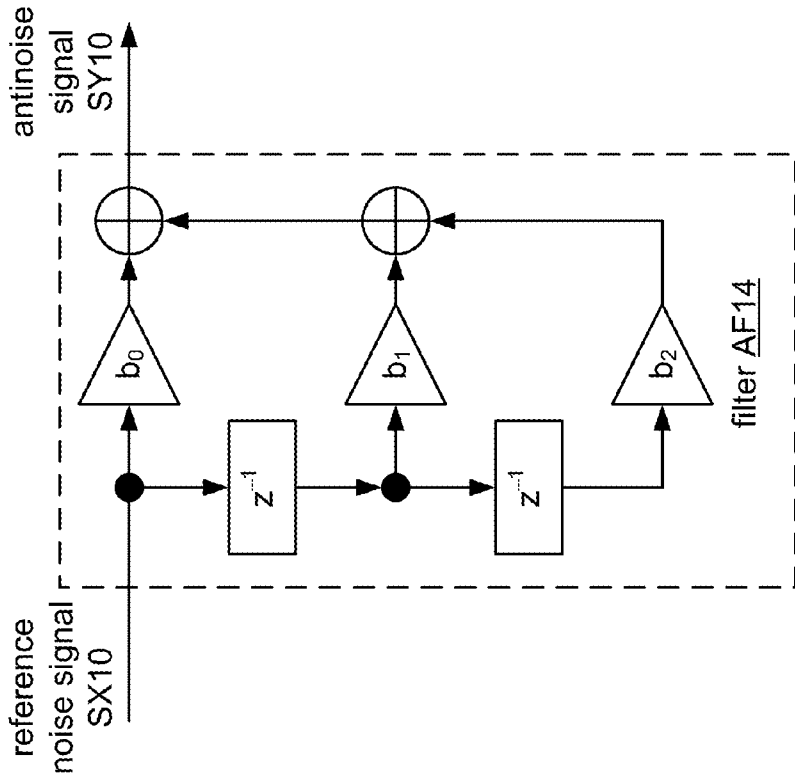 reference
noise signal
SX10
antinoise
signal
SY10
b₀
z⁻¹
b₁
z⁻¹
b₂
filter AF14